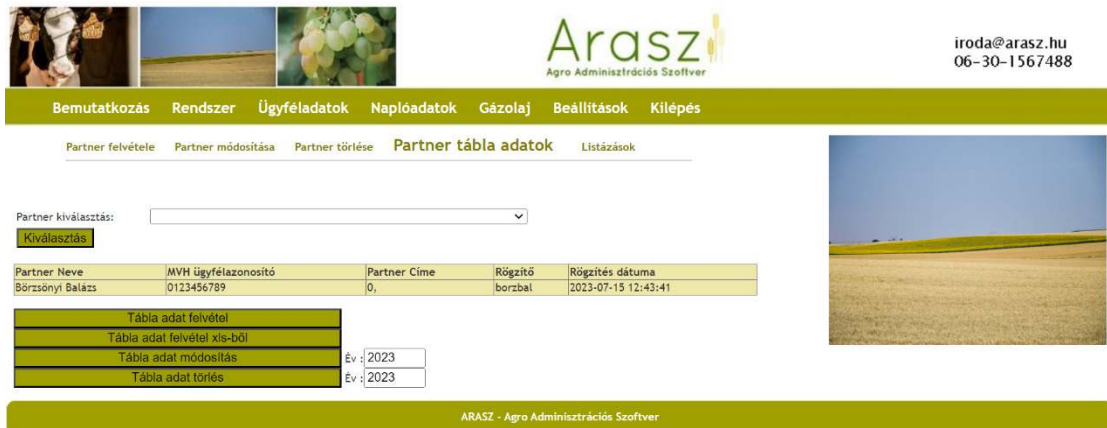 Arasz
Agro Adminisztrációs Szoftver
iroda@arasz.hu
06-30-1567488
Bemutatkozás Rendszer Ügyféladatok Naplóadatok Gázolaj Beállítások Kilépés
Partner felvétele Partner módosítása Partner törlése Partner tábla adatok Listázások
Partner kiválasztás:
Kiválasztás
Partner Neve MVH ügyfélazonosító Partner Címe Rögzítő Rögzítés dátuma
Börzsönyi Balázs 0123456789 0, borzbal 2023-07-15 12:43:41
Tábla adat felvétel
Tábla adat felvétel xls-ből
Tábla adat módosítás Év : 2023
Tábla adat törlés Év : 2023
ARASZ - Agro Adminisztrációs Szoftver